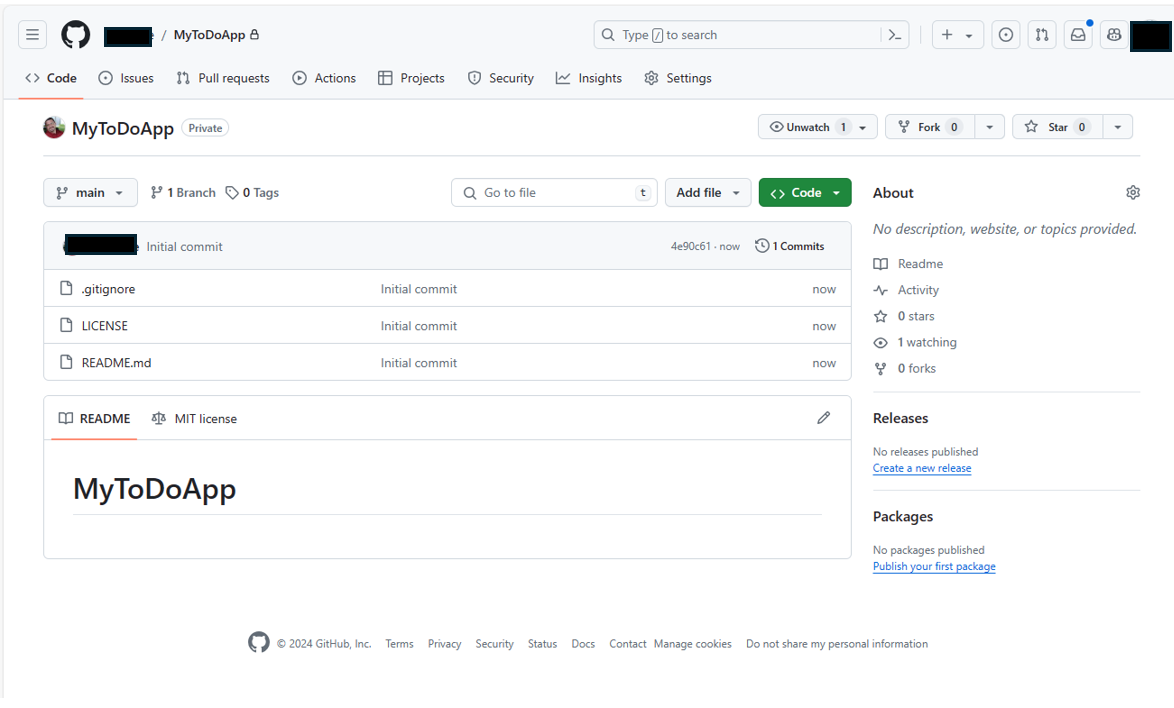 / MyToDoApp
Type / to search
Code Issues Pull requests Actions Projects Security Insights Settings
MyToDoApp Private
Unwatch 1 Fork 0 Star 0
main 1 Branch 0 Tags Go to file t Add file Code
Initial commit 4e90c61 · now 1 Commits
.gitignore Initial commit now
LICENSE Initial commit now
README.md Initial commit now
README MIT license
MyToDoApp
About
No description, website, or topics provided.
Readme
Activity
0 stars
1 watching
0 forks
Releases
No releases published
Create a new release
Packages
No packages published
Publish your first package
© 2024 GitHub, Inc. Terms Privacy Security Status Docs Contact Manage cookies Do not share my personal information